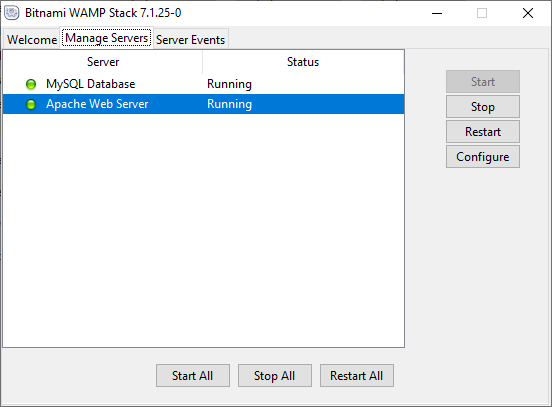 Bitnami WAMP Stack 7.1.25-0
Welcome Manage Servers Server Events
Server Status
MySQL Database Running
Apache Web Server Running
Start
Stop
Restart
Configure
Start All Stop All Restart All